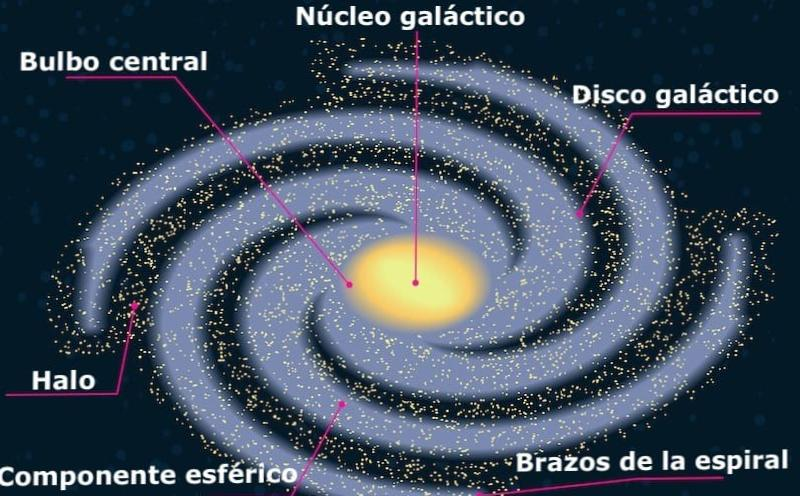 Núcleo galáctico
Bulbo central
Disco galáctico
Halo
Brazos de la espiral
Componente esférico